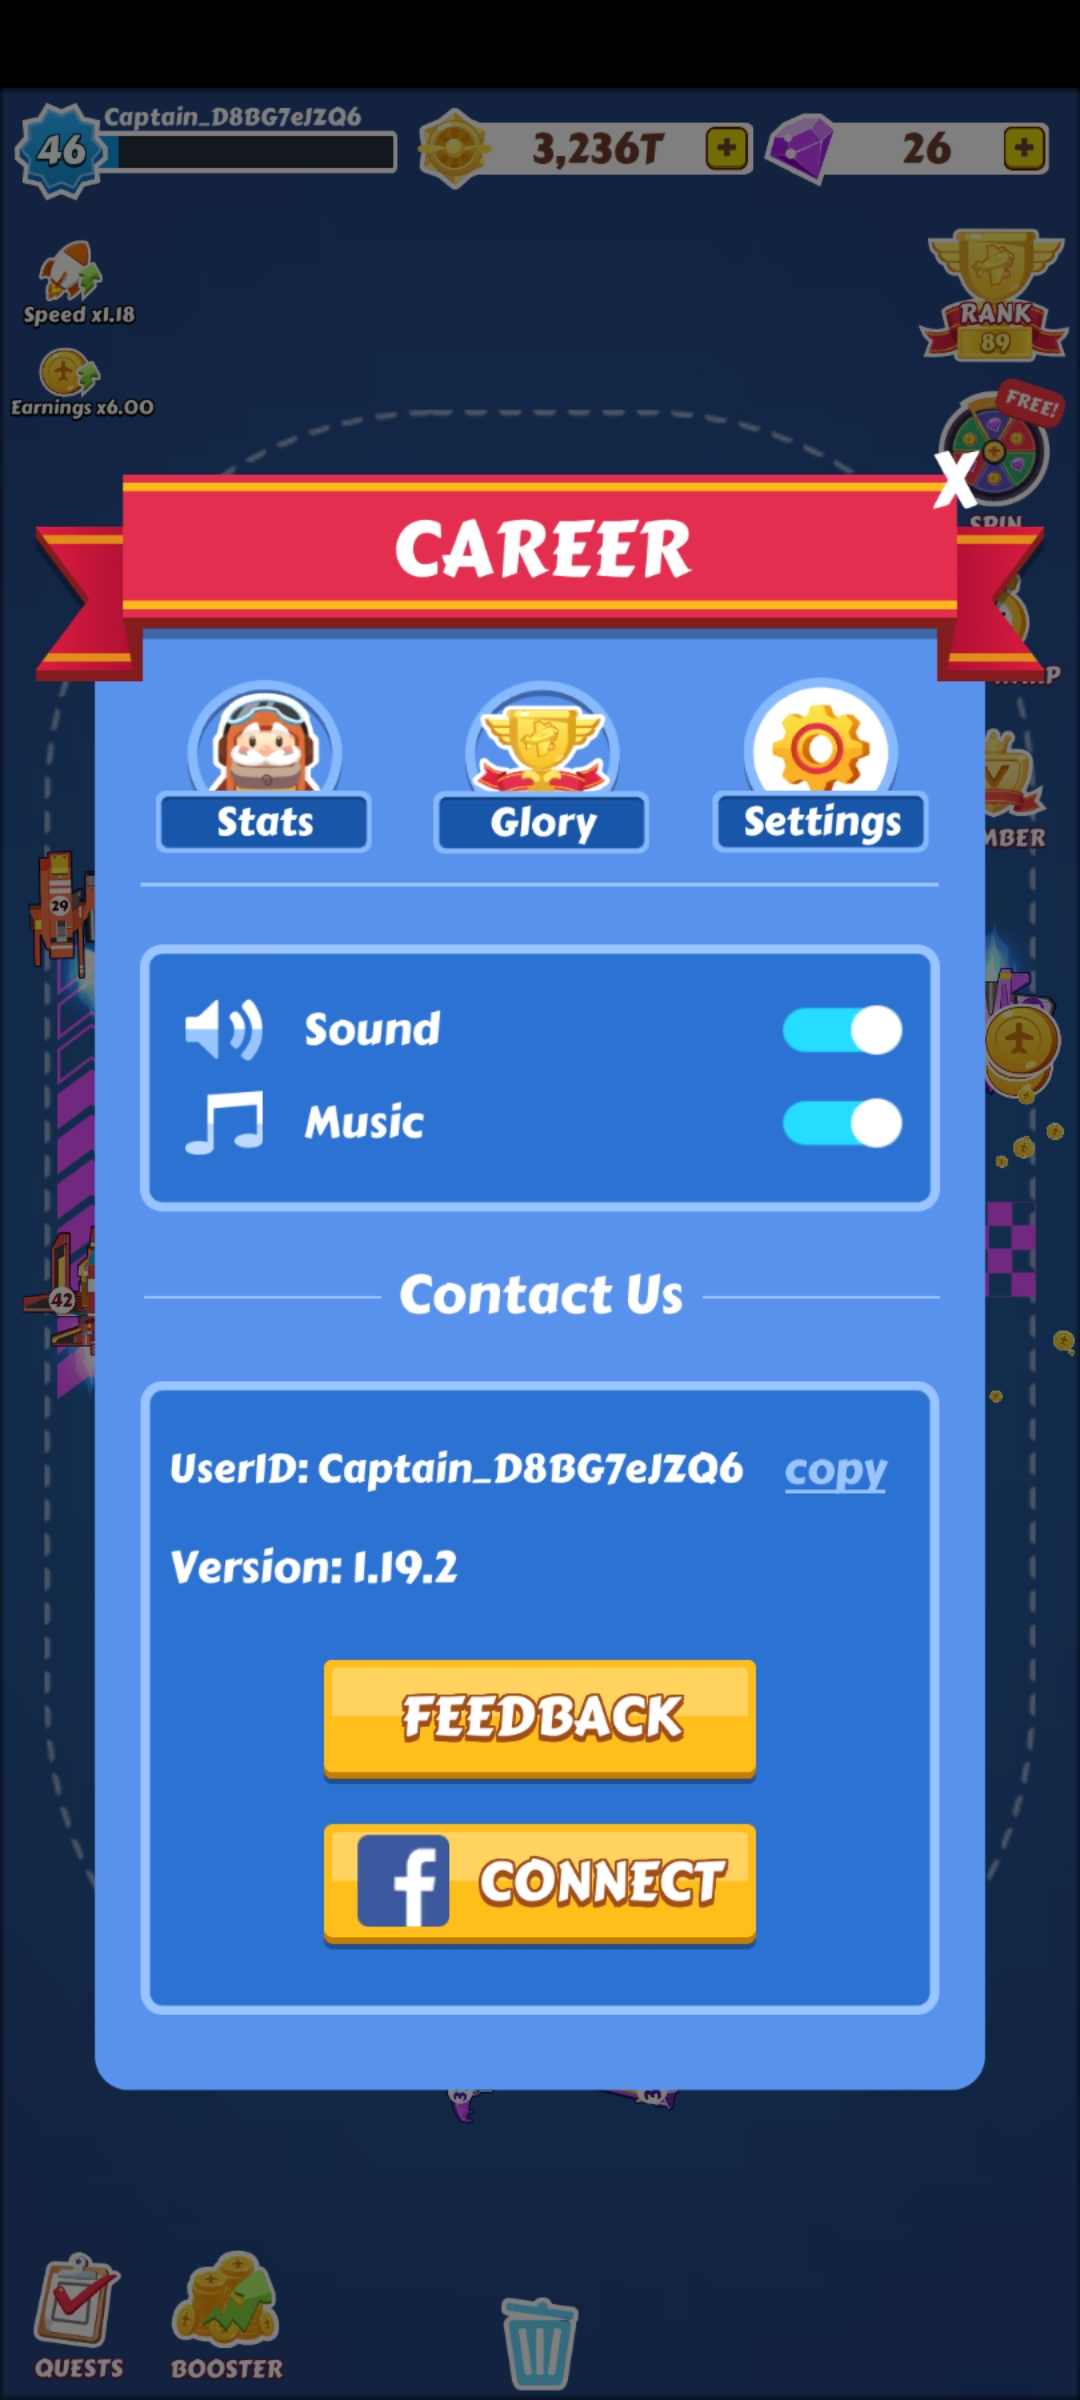 Captain_D8BG7eJZQ6
46
3,236T
26
Speed x1.18
Earnings x6.00
RANK
89
FREE!
SPIN
CAREER
X
Stats
Glory
Settings
29
Sound
Music
42
Contact Us
UserID: Captain_D8BG7eJZQ6
copy
Version: 1.19.2
FEEDBACK
f CONNECT
QUESTS
BOOSTER